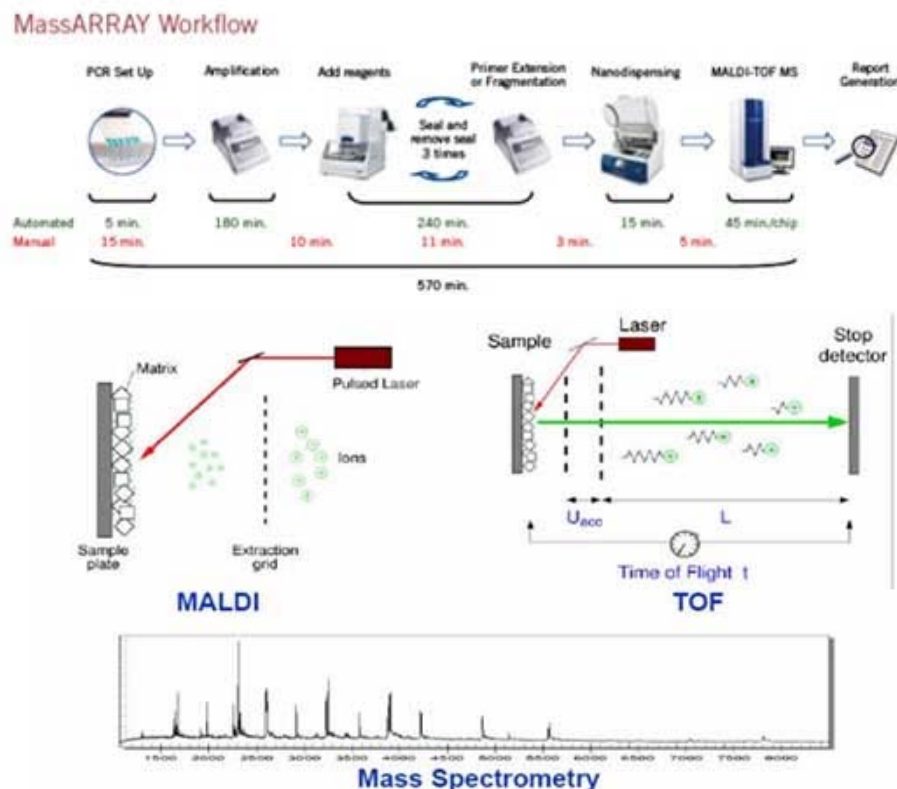 MassARRAY Workflow
PCR Set Up
Amplification
Add reagents
Primer Extension
or Fragmentation
Nanodispensing
MALDI-TOF MS
Report
Generation
Seal and
remove seal
3 times
Automated 5 min. 180 min. 240 min. 15 min. 45 min./chip
Manual 15 min. 10 min. 11 min. 3 min. 5 min.
570 min.
Matrix
Pulsed Laser
Ions
Sample
plate
Extraction
grid
MALDI
Sample
Laser
Stop
detector
Uacc
L
Time of Flight t
TOF
1500 2000 2500 3000 3500 4000 4500 5000 5500 6000 6500 7000 7500 8000
Mass Spectrometry